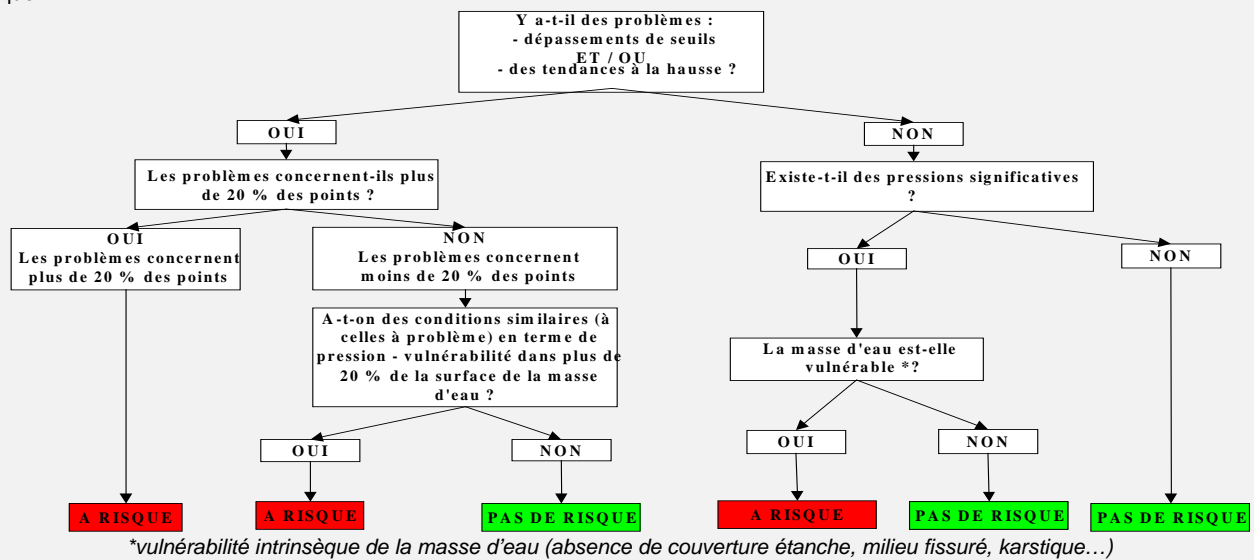 Y a-t-il des problèmes :
- dépassements de seuils
ET / OU
- des tendances à la hausse ?
OUI
NON
Les problèmes concernent-ils plus
de 20 % des points ?
Existe-t-il des pressions significatives
?
OUI
Les problèmes concernent
plus de 20 % des points
NON
Les problèmes concernent
moins de 20 % des points
OUI
NON
A-t-on des conditions similaires (à
celles à problème) en terme de
pression - vulnérabilité dans plus de
20 % de la surface de la masse
d'eau ?
La masse d'eau est-elle
vulnérable *?
OUI
NON
OUI
NON
A RISQUE
A RISQUE
PAS DE RISQUE
A RISQUE
PAS DE RISQUE
PAS DE RISQUE
*vulnérabilité intrinsèque de la masse d'eau (absence de couverture étanche, milieu fissuré, karstique…)